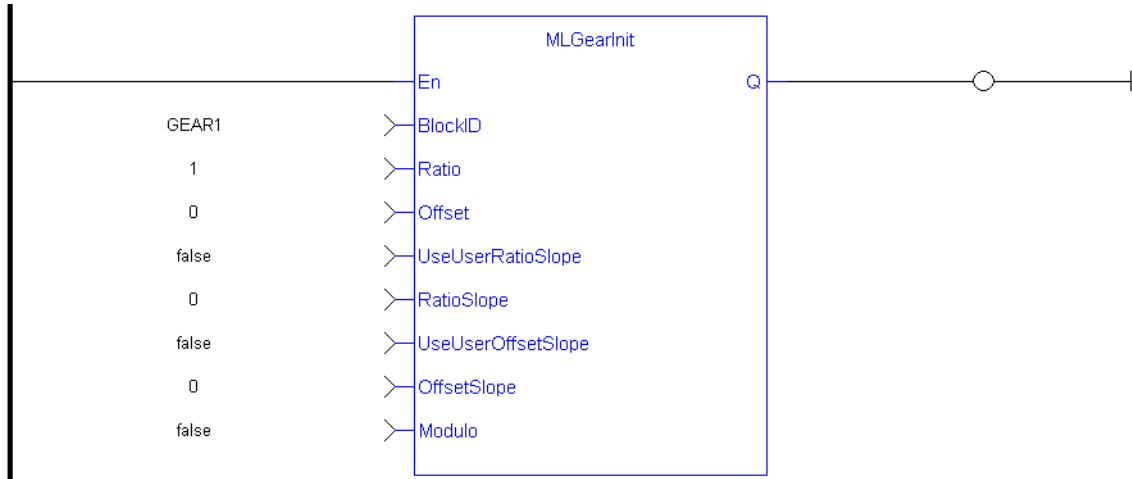 MLGearInit
En Q
GEAR1 BlockID
1 Ratio
0 Offset
false UseUserRatioSlope
0 RatioSlope
false UseUserOffsetSlope
0 OffsetSlope
false Modulo